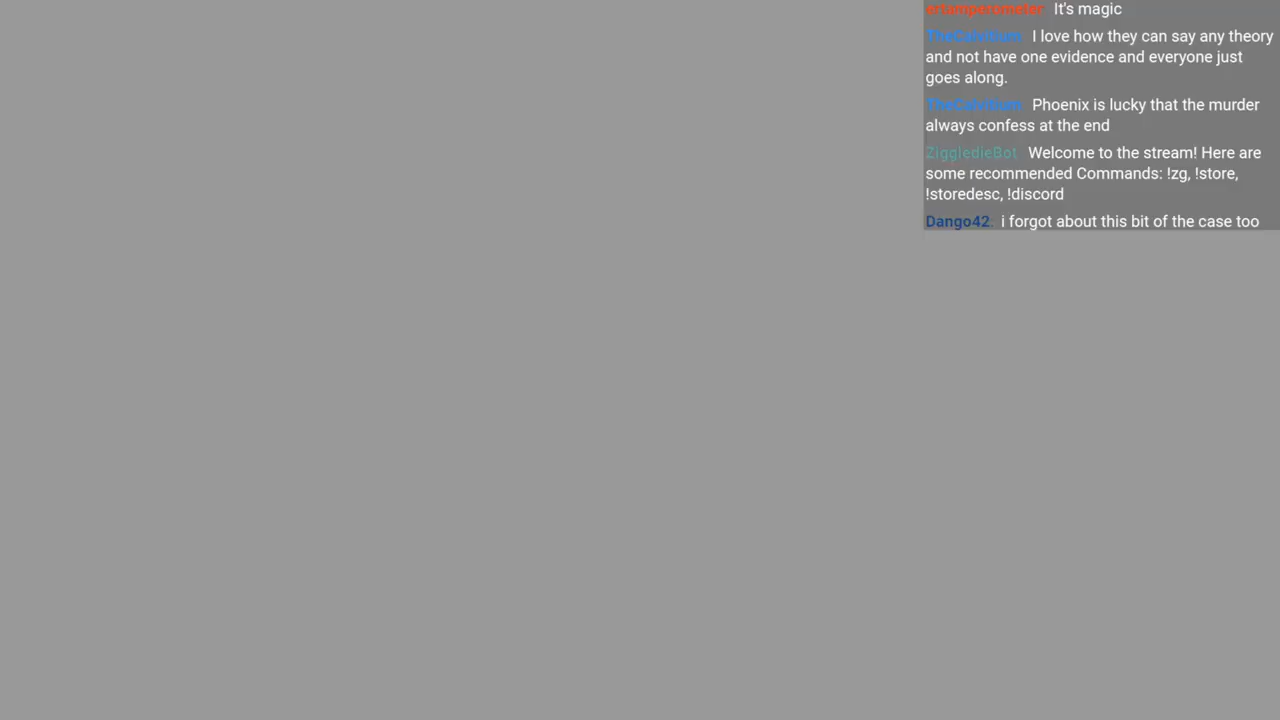 It's magic
TheCalvitium I love how they can say any theory
and not have one evidence and everyone just
goes along.
TheCalvitium Phoenix is lucky that the murder
always confess at the end
ZiggledieBot Welcome to the stream! Here are
some recommended Commands: !zg, !store,
!storedesc, !discord
Dango42: i forgot about this bit of the case too